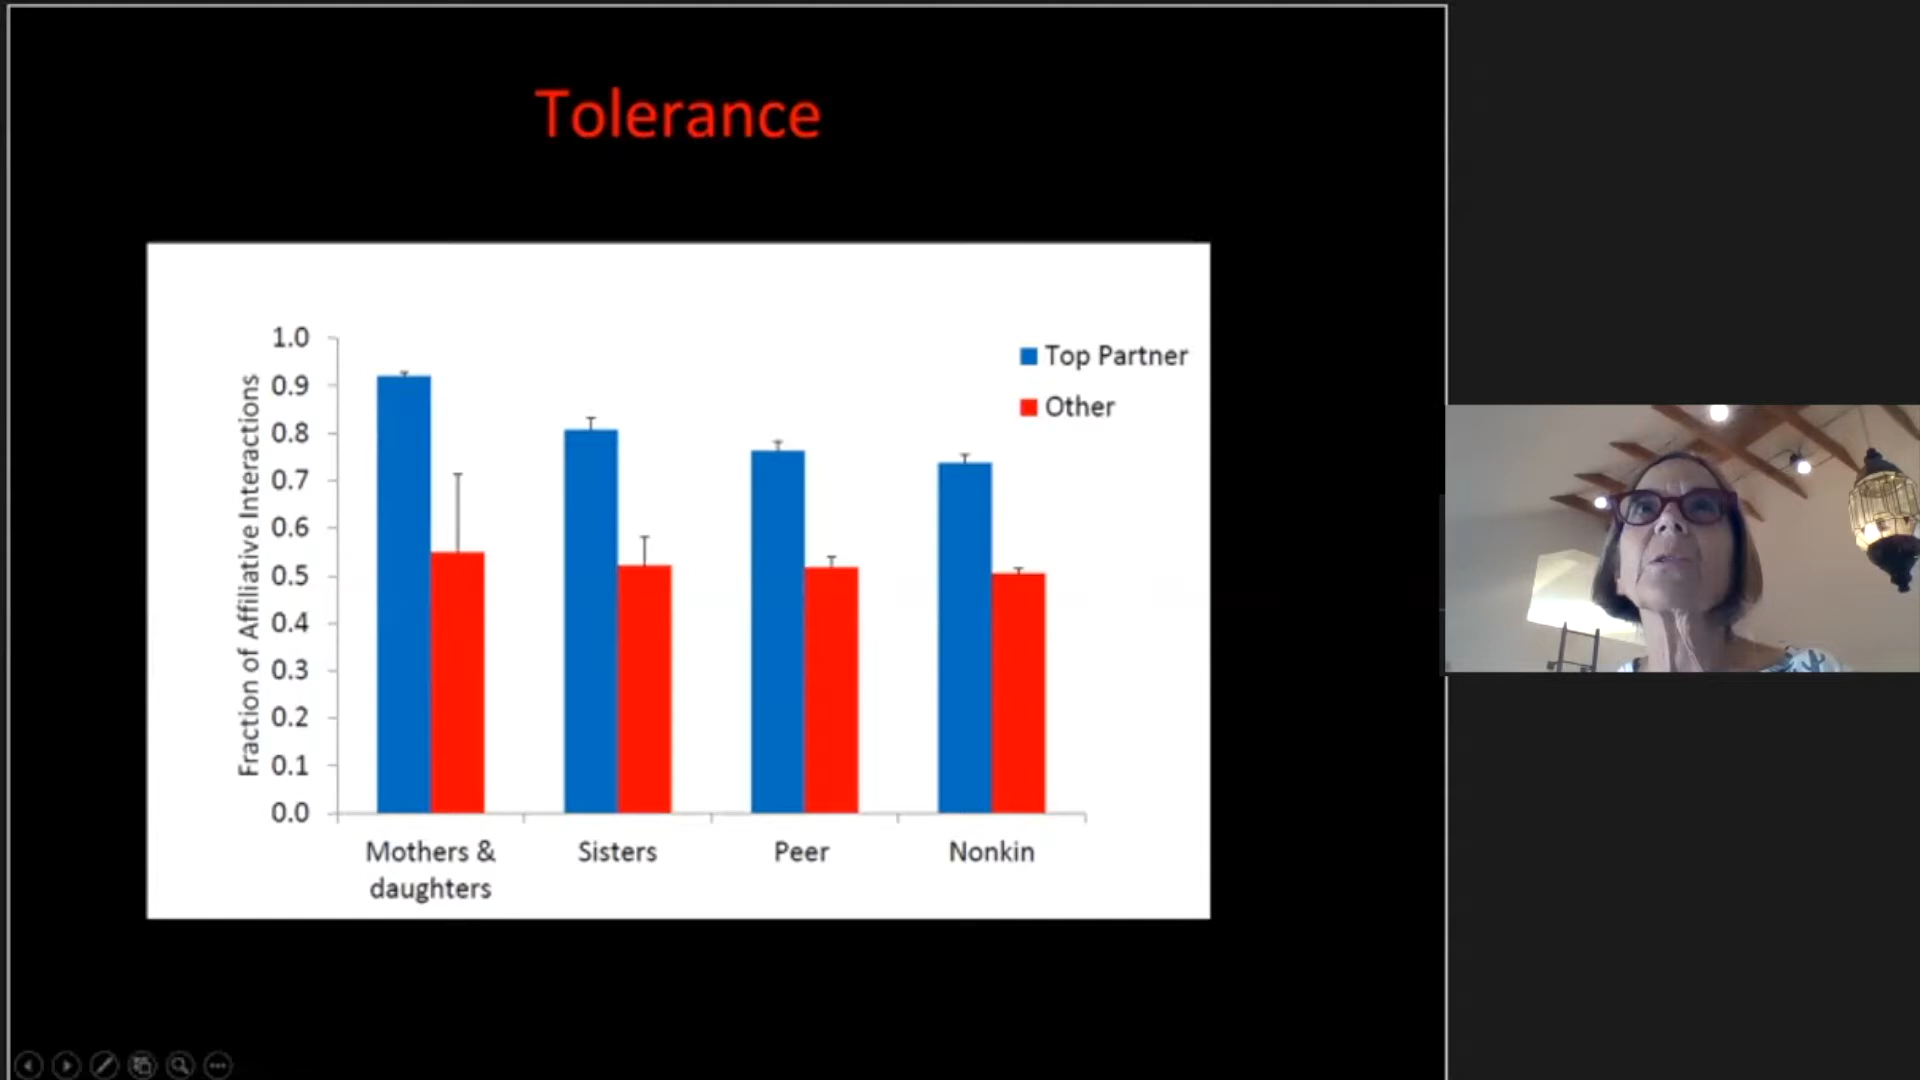 Tolerance
Fraction of Affiliative Interactions
1.0
0.9
0.8
0.7
0.6
0.5
0.4
0.3
0.2
0.1
0.0
Top Partner
Other
Mothers &
daughters
Sisters
Peer
Nonkin